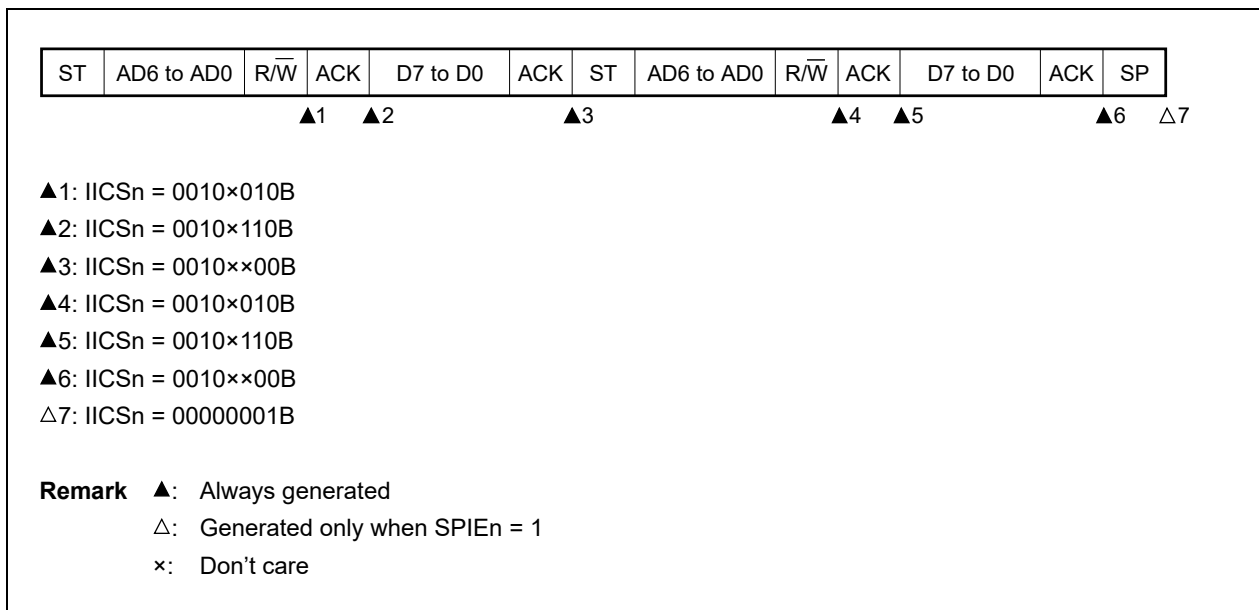 ST AD6 to AD0 R/W̅ ACK D7 to D0 ACK ST AD6 to AD0 R/W̅ ACK D7 to D0 ACK SP
▲1 ▲2 ▲3 ▲4 ▲5 ▲6 △7
▲1: IICSn = 0010×010B
▲2: IICSn = 0010×110B
▲3: IICSn = 0010××00B
▲4: IICSn = 0010×010B
▲5: IICSn = 0010×110B
▲6: IICSn = 0010××00B
△7: IICSn = 00000001B
Remark ▲: Always generated
△: Generated only when SPIEn = 1
×: Don’t care